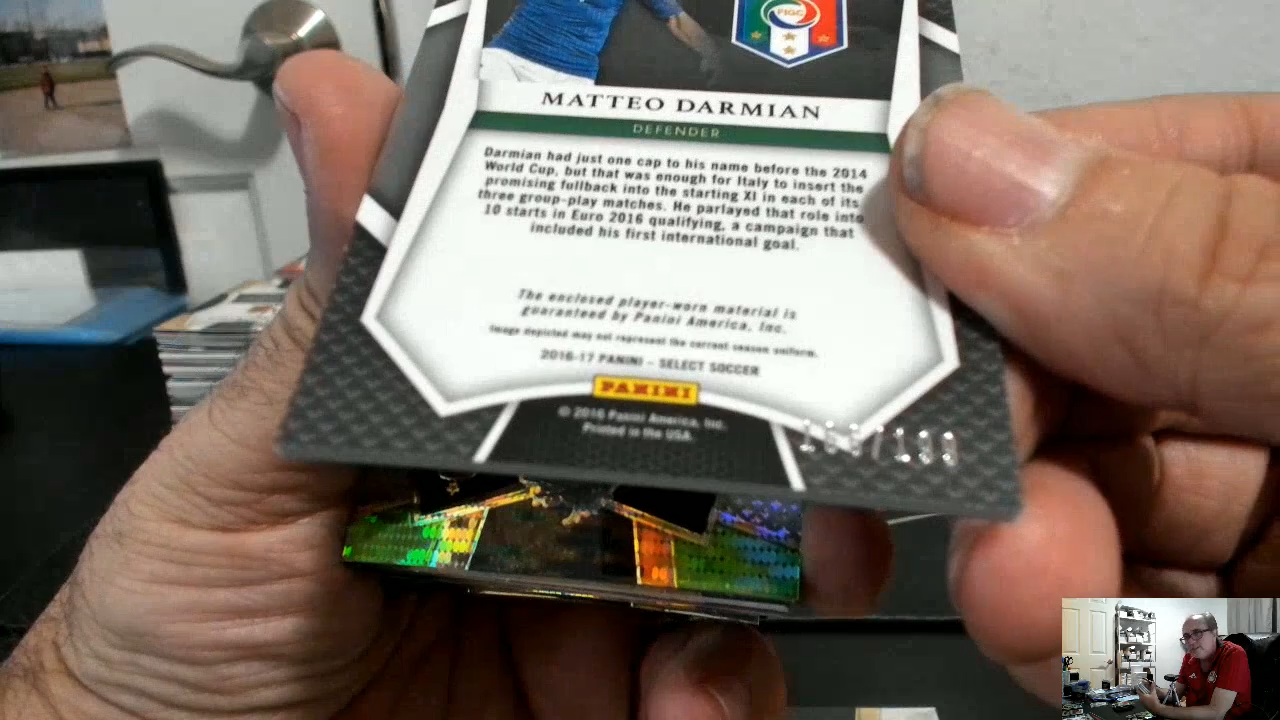 FIGC
MATTEO DARMIAN
DEFENDER
Darmian had just one cap to his name before the 2014
World Cup, but that was enough for Italy to insert the
promising fullback into the starting XI in each of its
three group-play matches. He parlayed that role into
10 starts in Euro 2016 qualifying, a campaign that
included his first international goal.
The enclosed player-worn material is
guaranteed by Panini America, Inc.
Image depicted may not represent the current season uniform.
2016-17 PANINI – SELECT SOCCER
PANINI
© 2016 Panini America, Inc.
Printed in the USA.